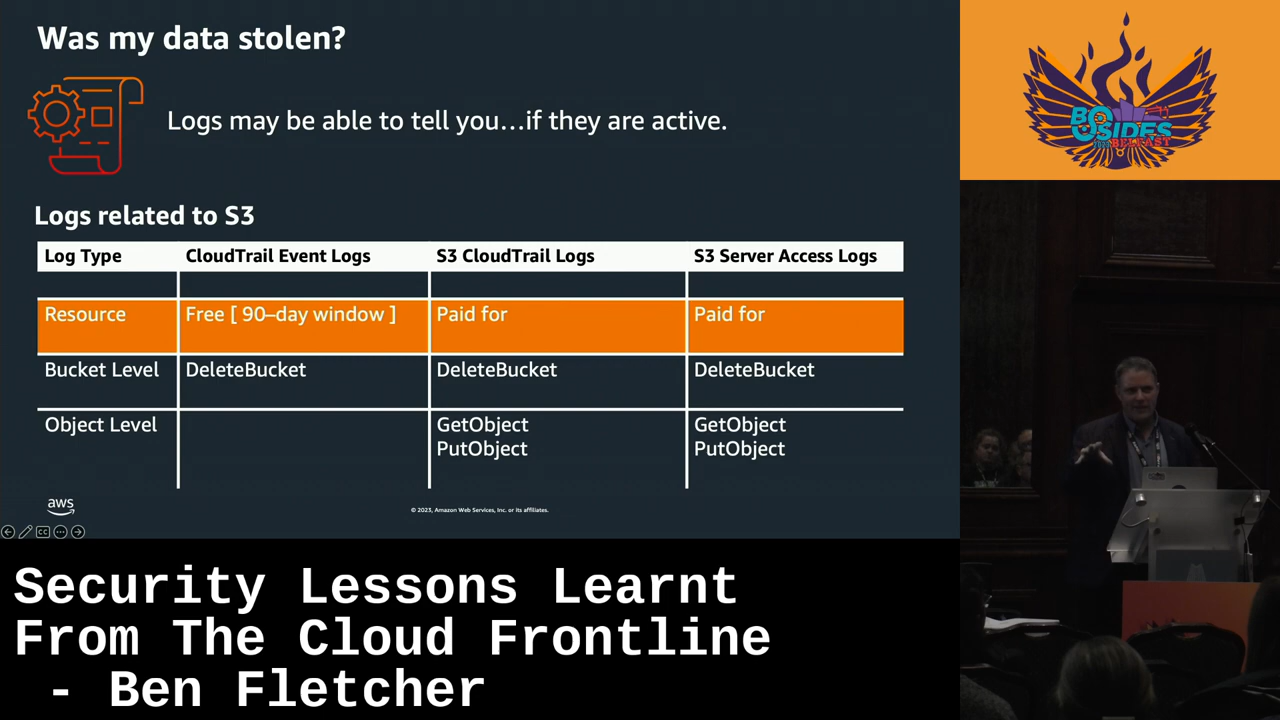 Was my data stolen?
Logs may be able to tell you...if they are active.
Logs related to S3
Log Type CloudTrail Event Logs S3 CloudTrail Logs S3 Server Access Logs
Resource Free [ 90–day window ] Paid for Paid for
Bucket Level DeleteBucket DeleteBucket DeleteBucket
Object Level GetObject GetObject
PutObject PutObject
aws
© 2023, Amazon Web Services, Inc. or its affiliates.
CC
BSIDES
2023 BELFAST
Security Lessons Learnt
From The Cloud Frontline
- Ben Fletcher